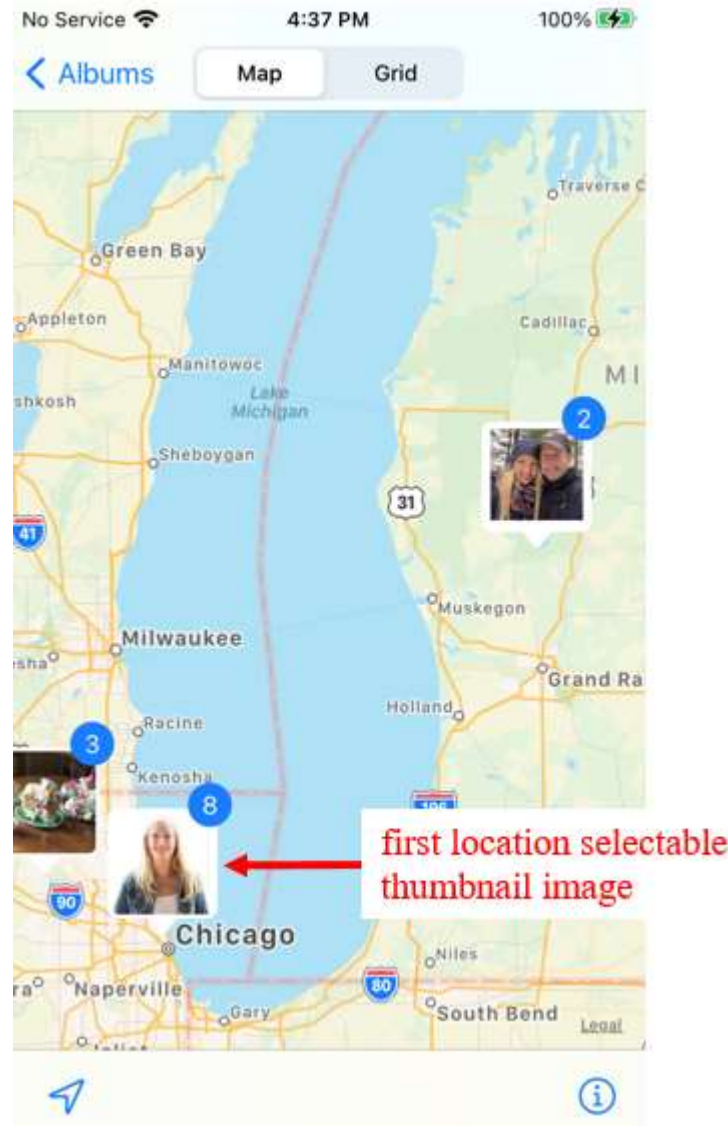 No Service 4:37 PM 100%
Albums Map Grid
Traverse C
Green Bay
Appleton
Cadillac
Manitowoc
MI
shkosh
Lake
Michigan
2
Sheboygan
31
41
Muskegon
Milwaukee
sha
Grand Ra
Holland
Racine
3
Kenosha
8
196
first location selectable
thumbnail image
90
Chicago
Niles
ra Naperville
80
Gary
South Bend
Legal